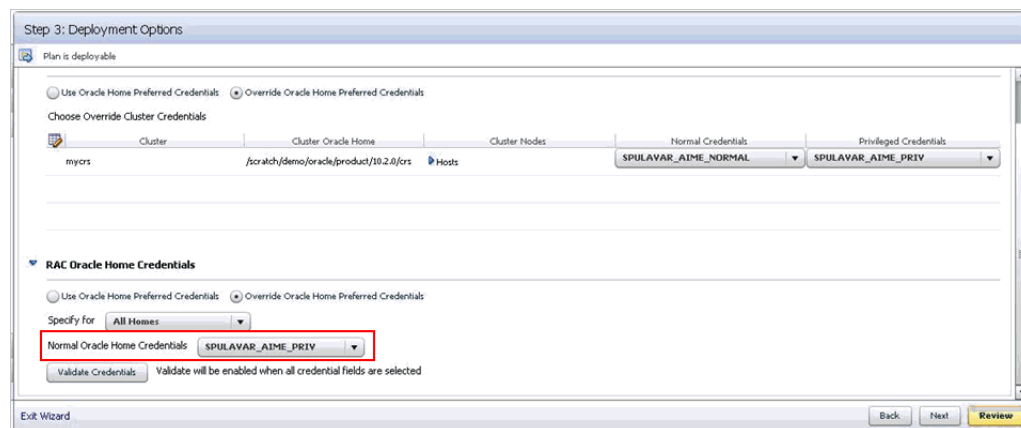 Step 3: Deployment Options
Plan is deployable
Use Oracle Home Preferred Credentials Override Oracle Home Preferred Credentials
Choose Override Cluster Credentials
Cluster Cluster Oracle Home Cluster Nodes Normal Credentials Privileged Credentials
mycrs /scratch/demo/oracle/product/10.2.0/crs Hosts SPULAVAR_AIME_NORMAL SPULAVAR_AIME_PRIV
RAC Oracle Home Credentials
Use Oracle Home Preferred Credentials Override Oracle Home Preferred Credentials
Specify for All Homes
Normal Oracle Home Credentials SPULAVAR_AIME_PRIV
Validate Credentials Validate will be enabled when all credential fields are selected
Exit Wizard Back Next Review